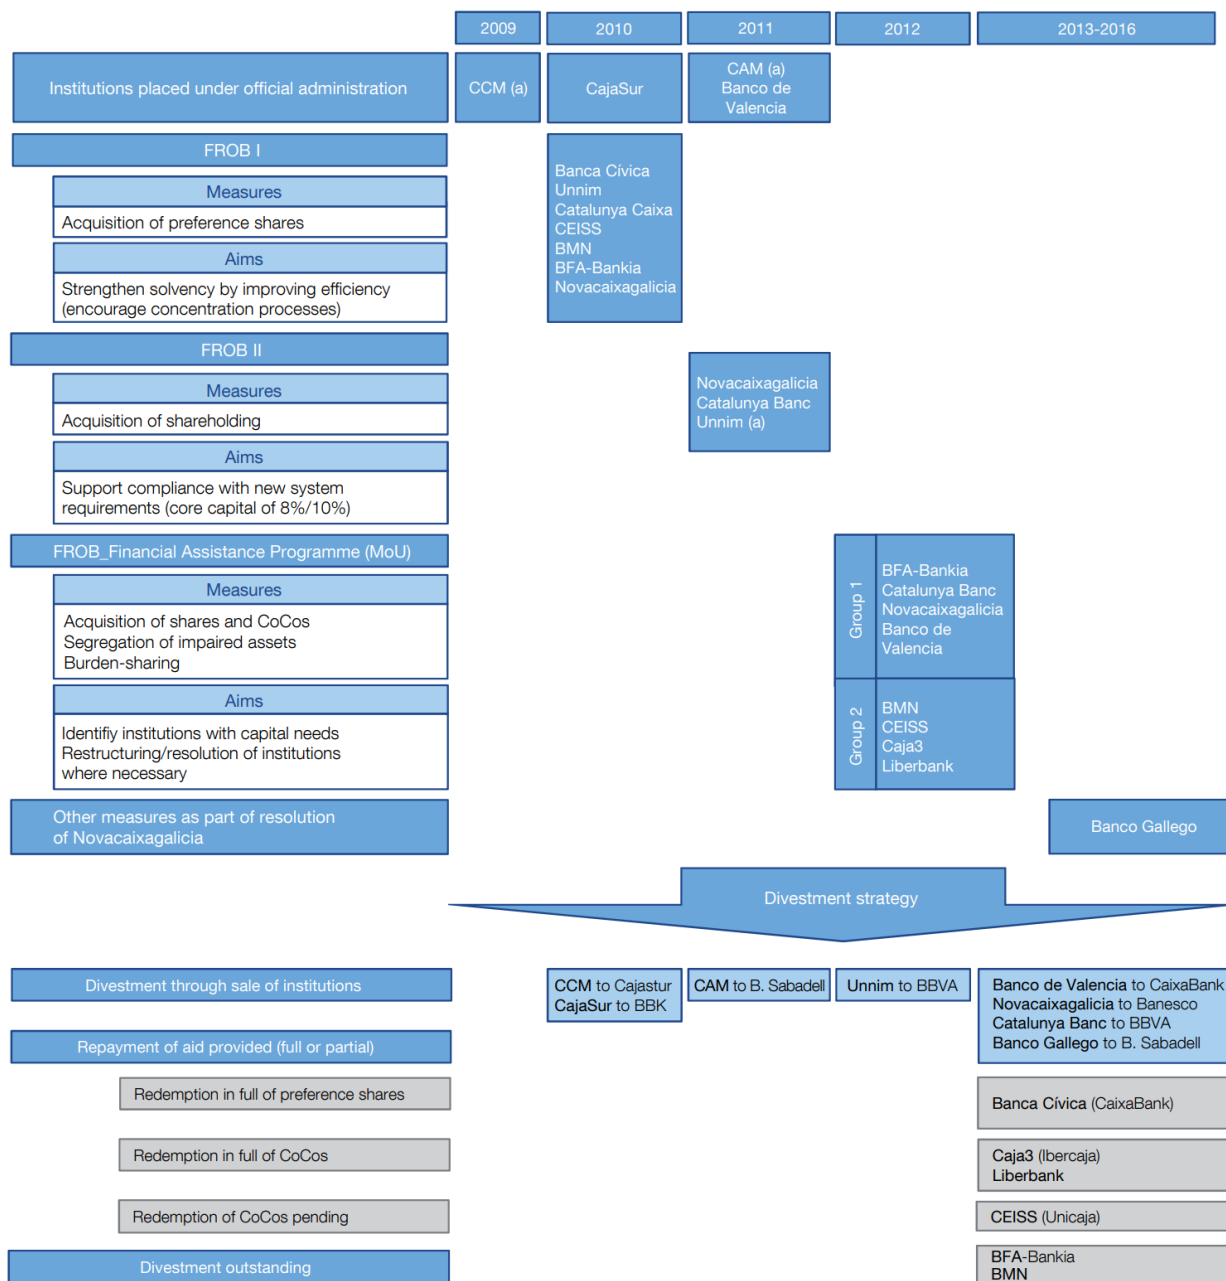 2009
2010
2011
2012
2013-2016
Institutions placed under official administration
CCM (a)
CajaSur
CAM (a)
Banco de
Valencia
FROB I
Measures
Acquisition of preference shares
Aims
Strengthen solvency by improving efficiency
(encourage concentration processes)
Banca Cívica
Unnim
Catalunya Caixa
CEISS
BMN
BFA-Bankia
Novacaixagalicia
FROB II
Measures
Acquisition of shareholding
Aims
Support compliance with new system
requirements (core capital of 8%/10%)
Novacaixagalicia
Catalunya Banc
Unnim (a)
FROB_Financial Assistance Programme (MoU)
Measures
Acquisition of shares and CoCos
Segregation of impaired assets
Burden-sharing
Aims
Identifiy institutions with capital needs
Restructuring/resolution of institutions
where necessary
Group 1
BFA-Bankia
Catalunya Banc
Novacaixagalicia
Banco de
Valencia
Group 2
BMN
CEISS
Caja3
Liberbank
Other measures as part of resolution
of Novacaixagalicia
Banco Gallego
Divestment strategy
Divestment through sale of institutions
CCM to Cajastur
CajaSur to BBK
CAM to B. Sabadell
Unnim to BBVA
Banco de Valencia to CaixaBank
Novacaixagalicia to Banesco
Catalunya Banc to BBVA
Banco Gallego to B. Sabadell
Repayment of aid provided (full or partial)
Redemption in full of preference shares
Banca Cívica (CaixaBank)
Redemption in full of CoCos
Caja3 (Ibercaja)
Liberbank
Redemption of CoCos pending
CEISS (Unicaja)
Divestment outstanding
BFA-Bankia
BMN